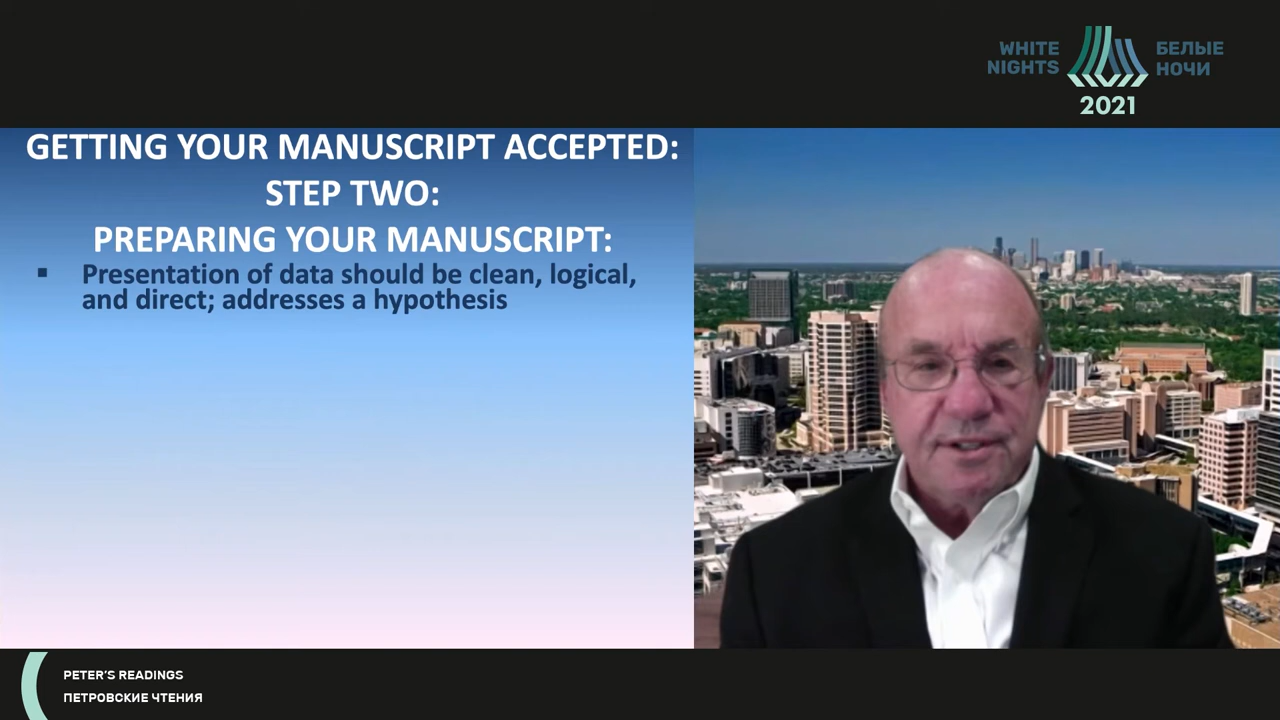 WHITE
NIGHTS
БЕЛЫЕ
НОЧИ
2021
GETTING YOUR MANUSCRIPT ACCEPTED:
STEP TWO:
PREPARING YOUR MANUSCRIPT:
▪ Presentation of data should be clean, logical,
and direct; addresses a hypothesis
PETER'S READINGS
ПЕТРОВСКИЕ ЧТЕНИЯ